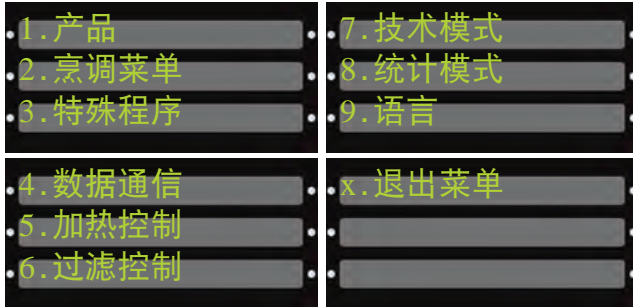 1.产品
2.烹调菜单
3.特殊程序
4.数据通信
5.加热控制
6.过滤控制
7.技术模式
8.统计模式
9.语言
x.退出菜单